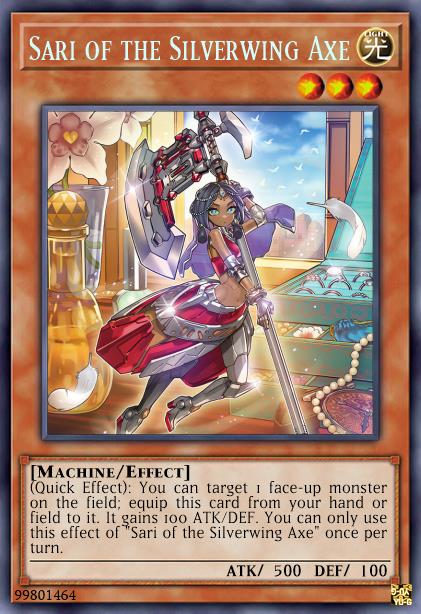 SARI OF THE SILVERWING AXE
LIGHT
光
[MACHINE/EFFECT]
(Quick Effect): You can target 1 face-up monster
on the field; equip this card from your hand or
field to it. It gains 100 ATK/DEF. You can only use
this effect of "Sari of the Silverwing Axe" once per
turn.
ATK/ 500 DEF/ 100
99801464